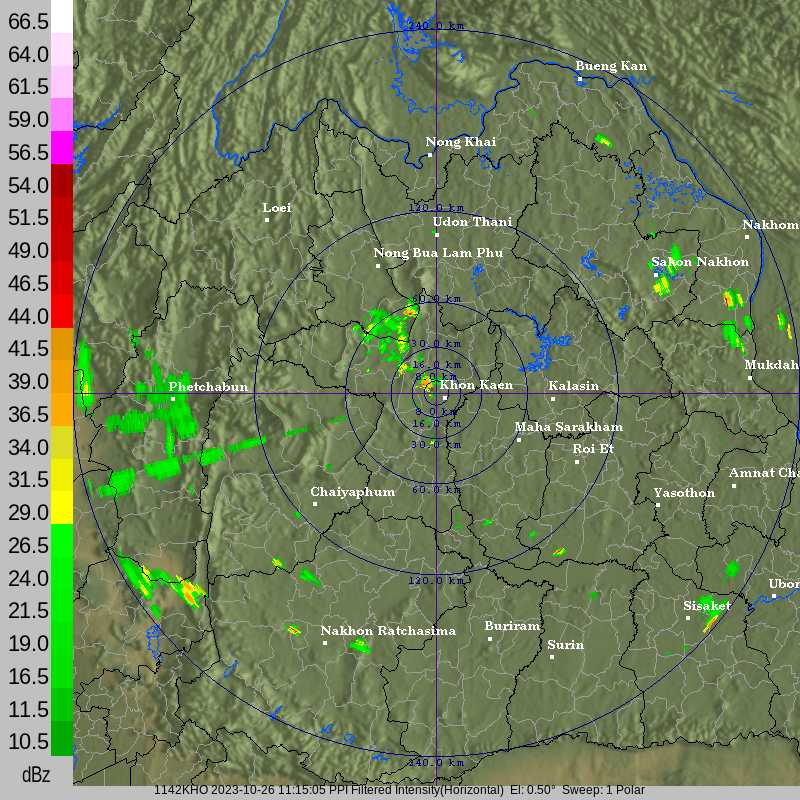 66.5
64.0
61.5
59.0
56.5
54.0
51.5
49.0
46.5
44.0
41.5
39.0
36.5
34.0
31.5
29.0
26.5
24.0
21.5
19.0
16.5
11.5
10.5
dBz
240.0 km
Bueng Kan
Nong Khai
Loei
120.0 km
Udon Thani
Nakhom
Nong Bua Lam Phu
Sakon Nakhon
60.0 km
30.0 km
16.0 km
Mukdah
8.0 km
Phetchabun
Khon Kaen
Kalasin
8.0 km
16.0 km
Maha Sarakham
30.0 km
Roi Et
Amnat Cha
60.0 km
Chaiyaphum
Yasothon
120.0 km
Ubon
Sisaket
Nakhon Ratchasima
Buriram
Surin
240.0 km
1142KHO 2023-10-26 11:15:05 PPI Filtered Intensity(Horizontal) El: 0.50° Sweep: 1 Polar